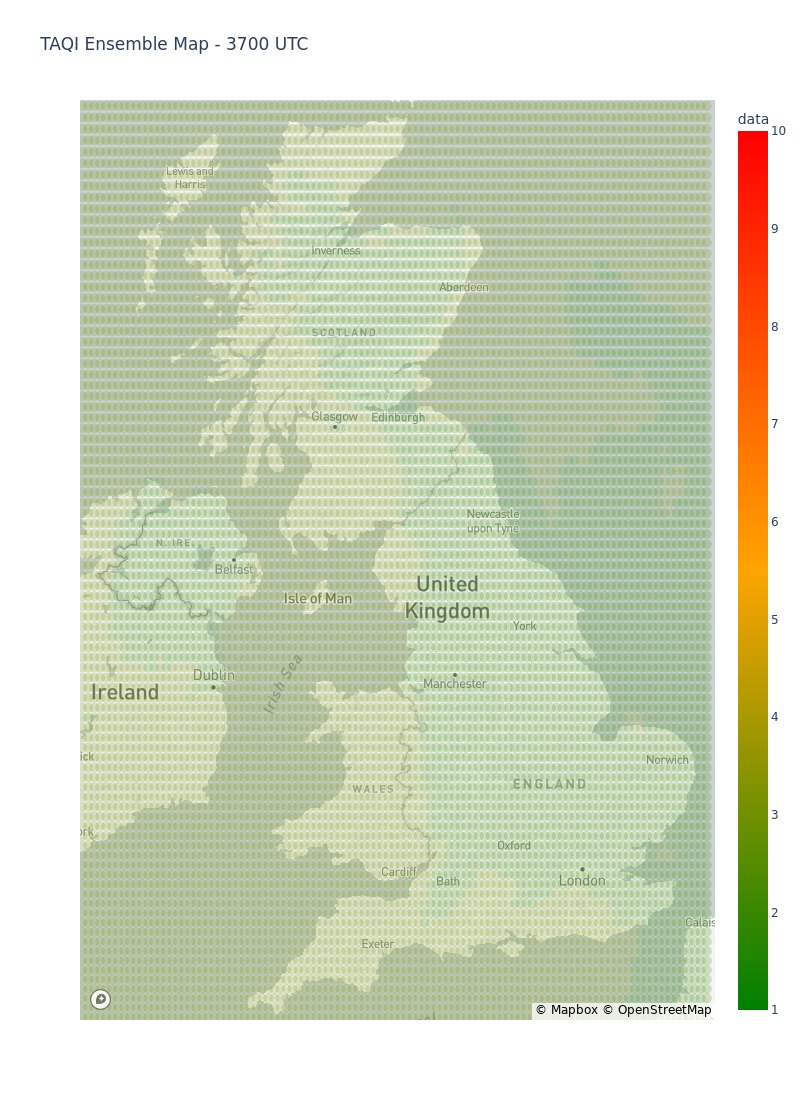 TAQI Ensemble Map - 3700 UTC
data
10
9
8
7
6
5
4
3
2
1
Lewis and
Harris
Inverness
Aberdeen
SCOTLAND
Glasgow
Edinburgh
Newcastle
upon Tyne
N. IRE.
Belfast
United
Kingdom
Isle of Man
York
Dublin
Manchester
Ireland
Irish Sea
ick
Norwich
WALES
ENGLAND
ork
Oxford
Cardiff
Bath
London
Calais
Exeter
© Mapbox © OpenStreetMap